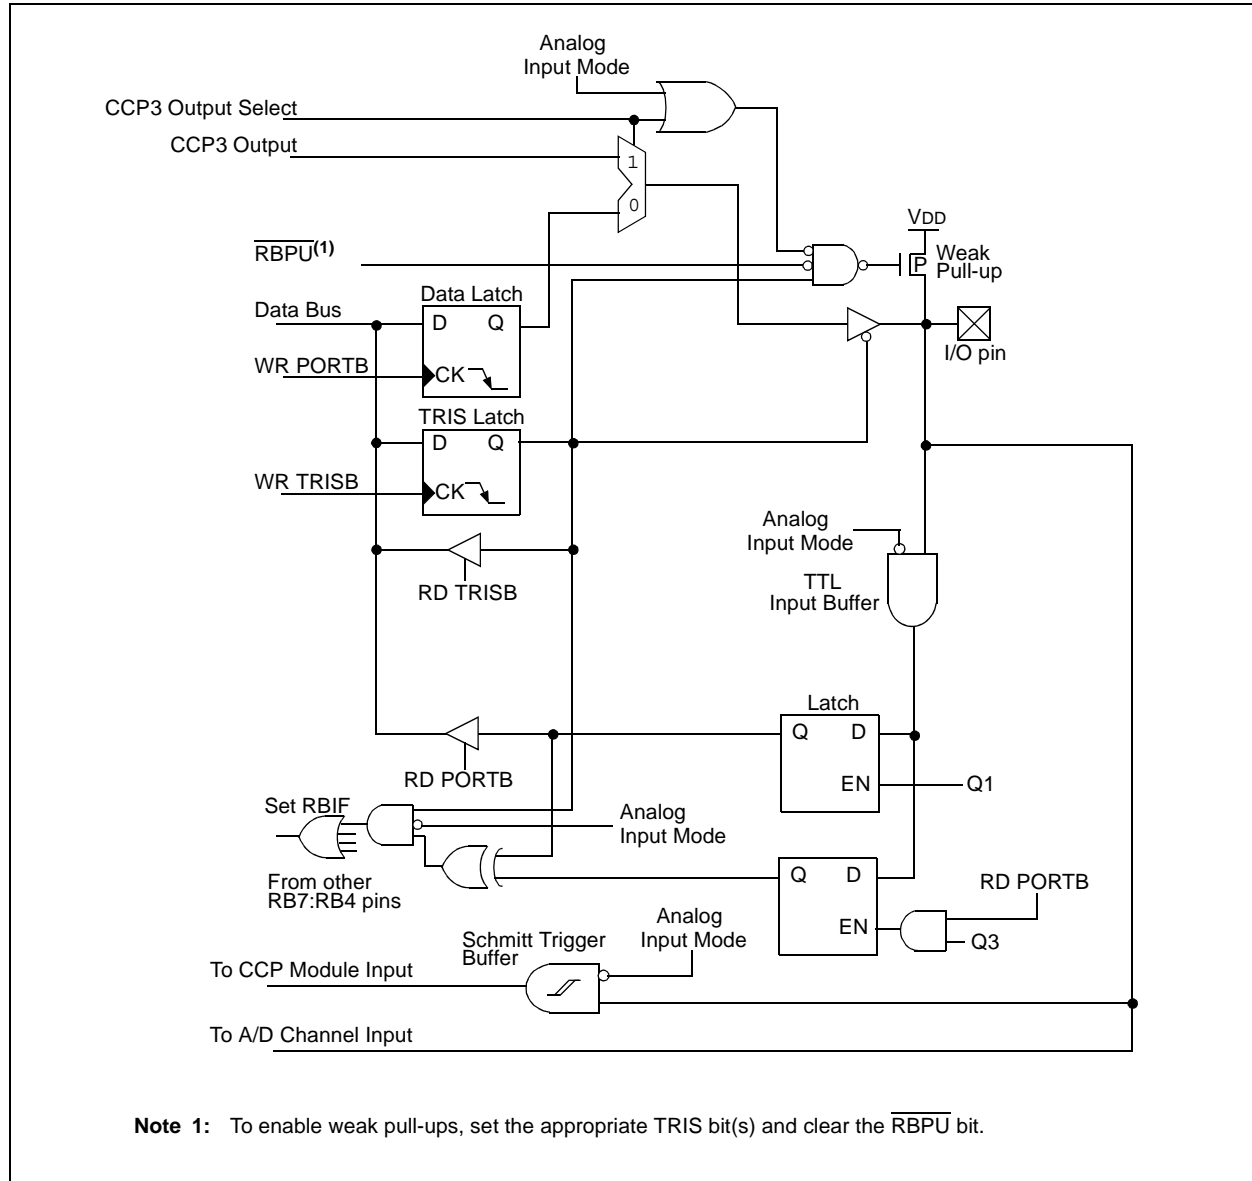 Analog
Input Mode
CCP3 Output Select
CCP3 Output
1
0
VDD
RBPU(1)
P
Weak
Pull-up
Data Bus
Data Latch
D Q
WR PORTB
CK
I/O pin
TRIS Latch
D Q
WR TRISB
CK
Analog
Input Mode
TTL
Input Buffer
RD TRISB
Latch
Q D
RD PORTB
EN
Q1
Set RBIF
Analog
Input Mode
From other
RB7:RB4 pins
Q D
RD PORTB
EN
Q3
Analog
Input Mode
Schmitt Trigger
Buffer
To CCP Module Input
To A/D Channel Input
Note 1: To enable weak pull-ups, set the appropriate TRIS bit(s) and clear the RBPU bit.